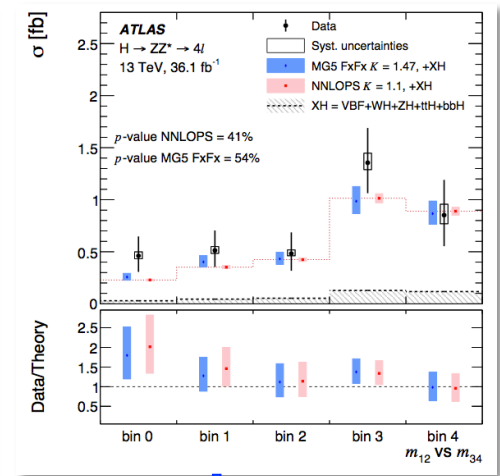 σ [fb]
2.5
2
1.5
1
0.5
0
ATLAS
H → ZZ* → 4l
13 TeV, 36.1 fb⁻¹
Data
Syst. uncertainties
MG5 FxFx K = 1.47, +XH
NNLOPS K = 1.1, +XH
XH = VBF+WH+ZH+ttH+bbH
p-value NNLOPS = 41%
p-value MG5 FxFx = 54%
Data/Theory
2.5
2
1.5
1
0.5
bin 0 bin 1 bin 2 bin 3 bin 4
m₁₂ VS m₃₄